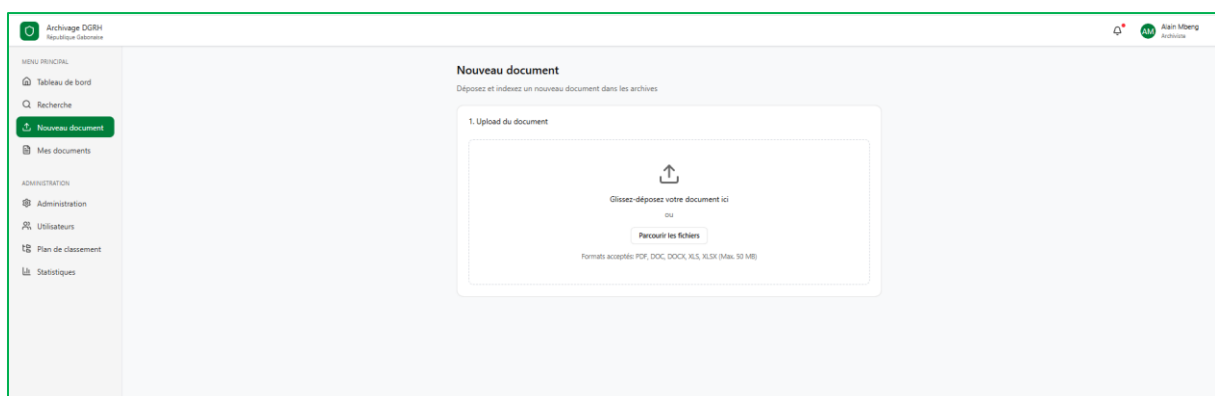 Archivage DGRH
République Gabonaise
AM
Alain Mbeng
Archiviste
MENU PRINCIPAL
Tableau de bord
Recherche
Nouveau document
Mes documents
ADMINISTRATION
Administration
Utilisateurs
Plan de classement
Statistiques
Nouveau document
Déposez et indexez un nouveau document dans les archives
1. Upload du document
Glissez-déposez votre document ici
ou
Parcourir les fichiers
Formats acceptés: PDF, DOC, DOCX, XLS, XLSX (Max. 50 MB)